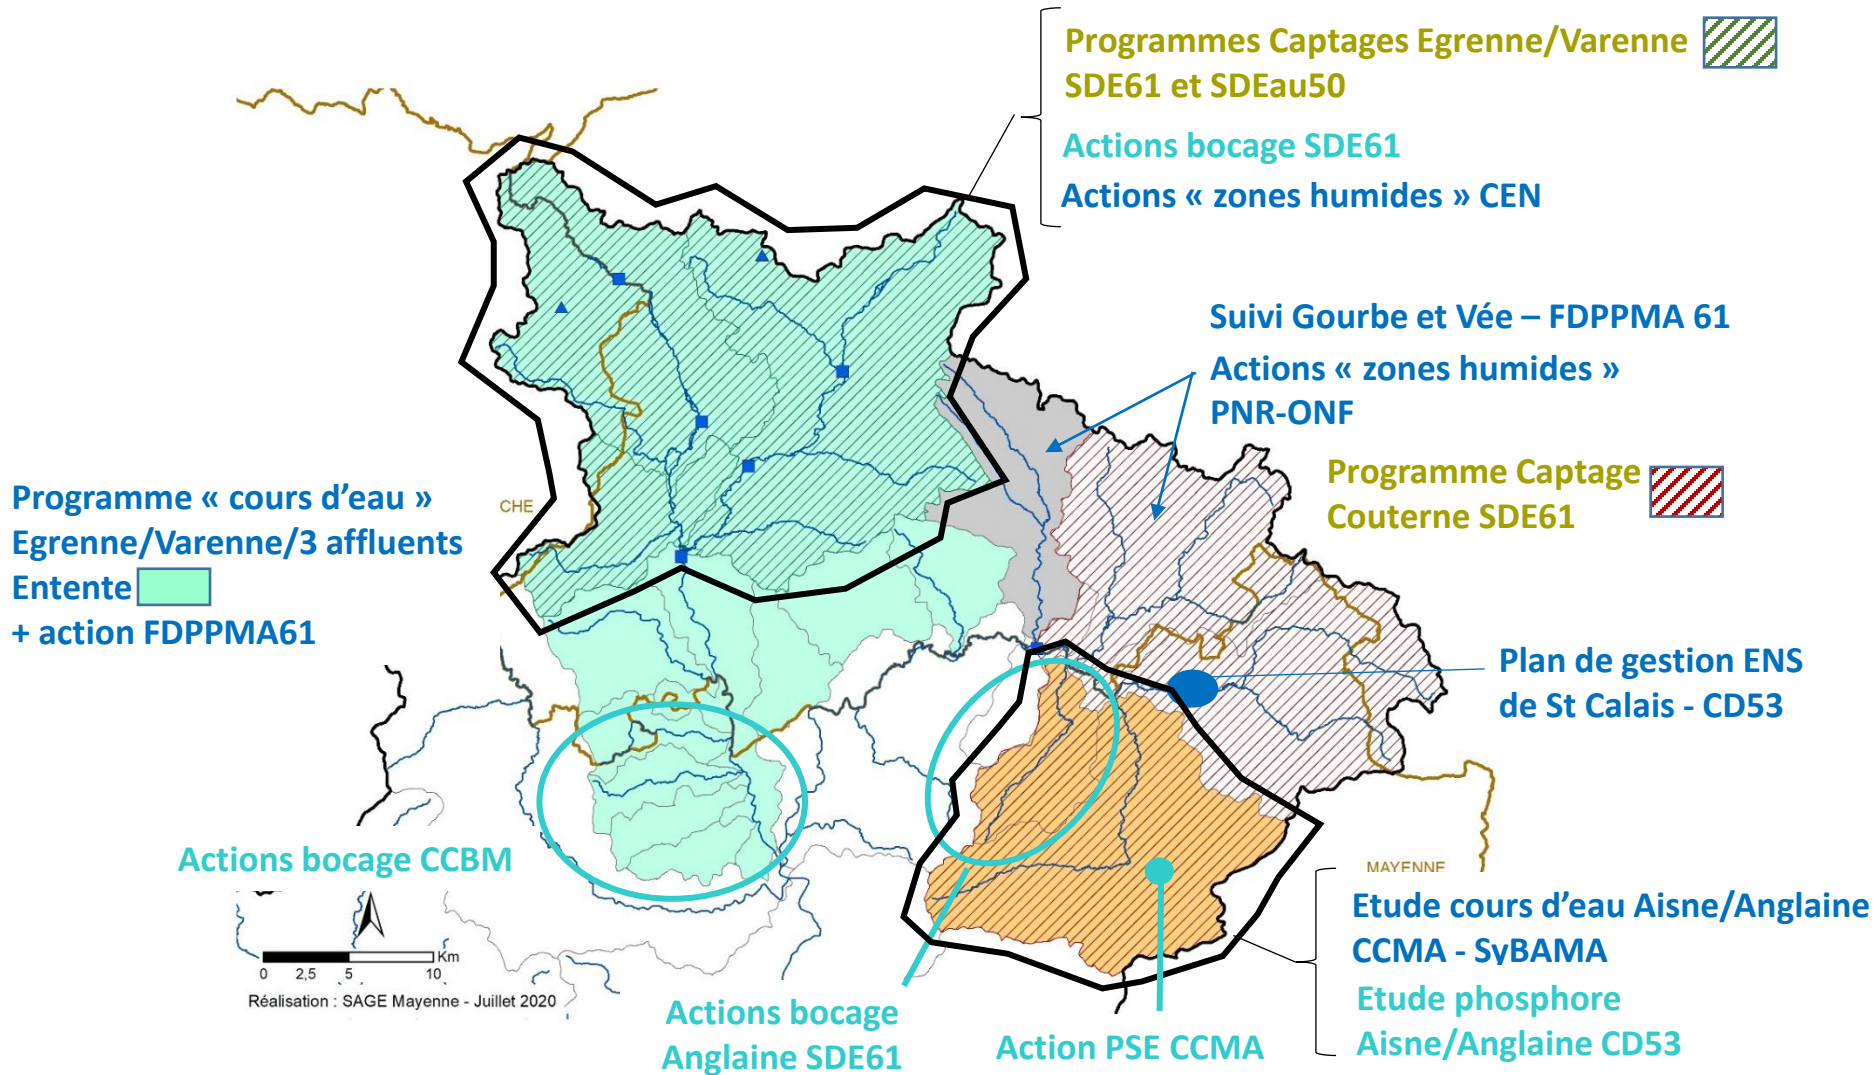 Programmes Captages Egrenne/Varenne
SDE61 et SDEau50
Actions bocage SDE61
Actions « zones humides » CEN
Suivi Gourbe et Vée – FDPPMA 61
Actions « zones humides »
PNR-ONF
Programme Captage
Couterne SDE61
CHE
Programme « cours d’eau »
Egrenne/Varenne/3 affluents
Entente
+ action FDPPMA61
Plan de gestion ENS
de St Calais - CD53
Actions bocage CCBM
MAYENNE
Etude cours d’eau Aisne/Anglaine
CCMA - SyBAMA
Etude phosphore
Aisne/Anglaine CD53
Km
0 2,5 5 10
Réalisation : SAGE Mayenne - Juillet 2020
Actions bocage
Anglaine SDE61
Action PSE CCMA